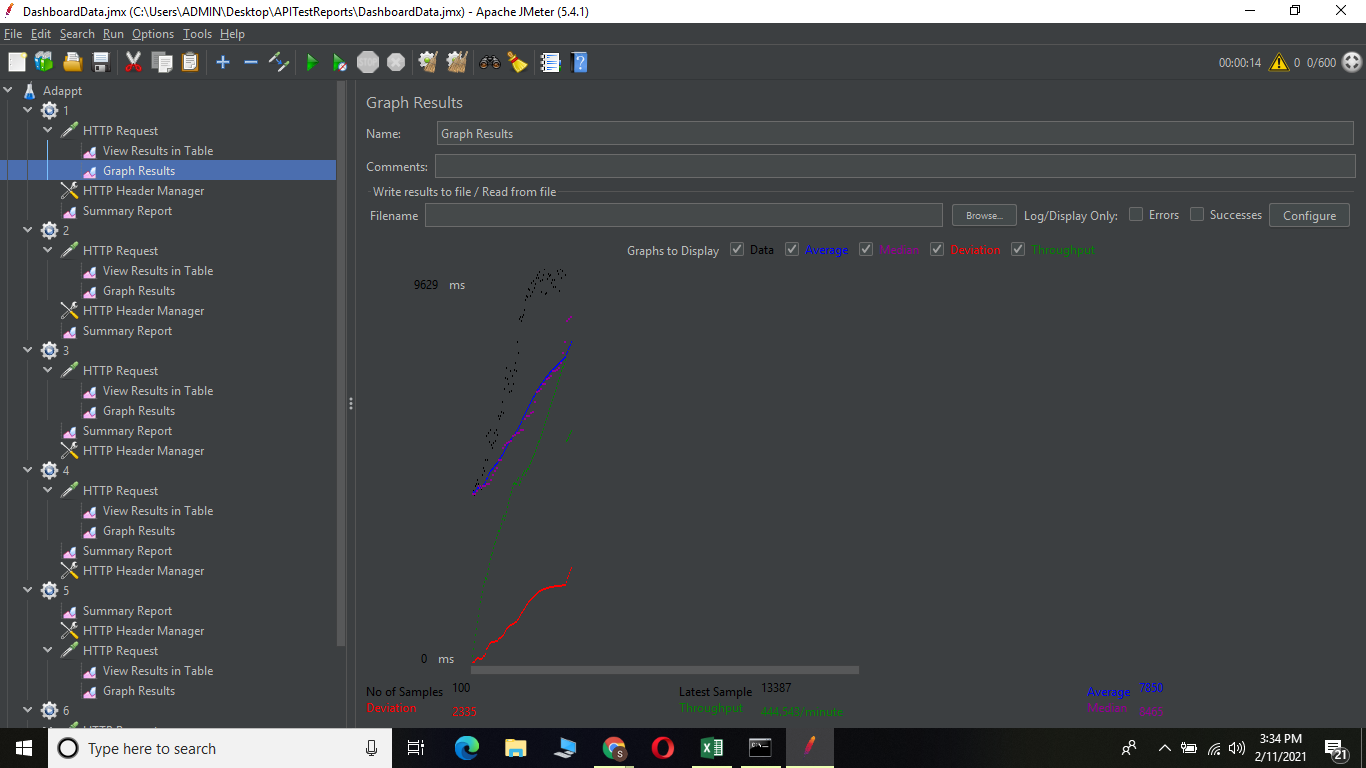 DashboardData.jmx (C:\Users\ADMIN\Desktop\APITestReports\DashboardData.jmx) - Apache JMeter (5.4.1)
File Edit Search Run Options Tools Help
STOP 00:00:14 0 0/600
Adappt
1
HTTP Request
View Results in Table
Graph Results
HTTP Header Manager
Summary Report
2
HTTP Request
View Results in Table
Graph Results
HTTP Header Manager
Summary Report
3
HTTP Request
View Results in Table
Graph Results
Summary Report
HTTP Header Manager
4
HTTP Request
View Results in Table
Graph Results
Summary Report
HTTP Header Manager
5
Summary Report
HTTP Header Manager
HTTP Request
View Results in Table
Graph Results
6
Graph Results
Name: Graph Results
Comments:
Write results to file / Read from file
Filename Browse... Log/Display Only: Errors Successes Configure
Graphs to Display Data Average Median Deviation Throughput
9629 ms
0 ms
No of Samples 100 Latest Sample 13387 Average 7850
Deviation 2335 Throughput 444.543/minute Median
Type here to search
3:34 PM
2/11/2021
21